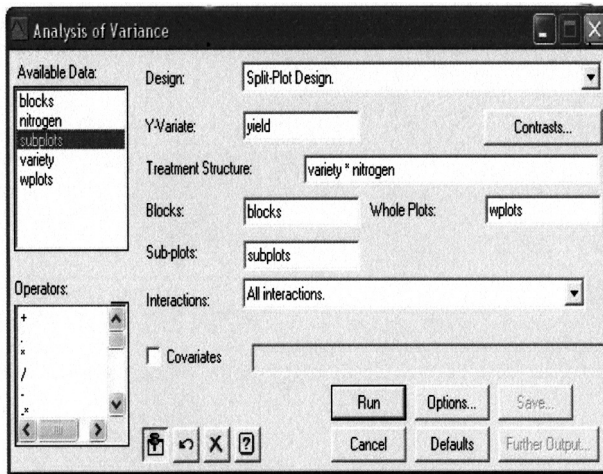 Analysis of Variance
Available Data:
blocks
nitrogen
subplots
variety
wplots
Design:
Split-Plot Design.
Y-Variate:
yield
Contrasts...
Treatment Structure:
variety * nitrogen
Blocks:
blocks
Whole Plots:
wplots
Sub-plots:
subplots
Interactions:
All interactions.
Operators:
+
.
*
/
-
.*
Covariates
Run
Options...
Save...
Cancel
Defaults
Further Output...